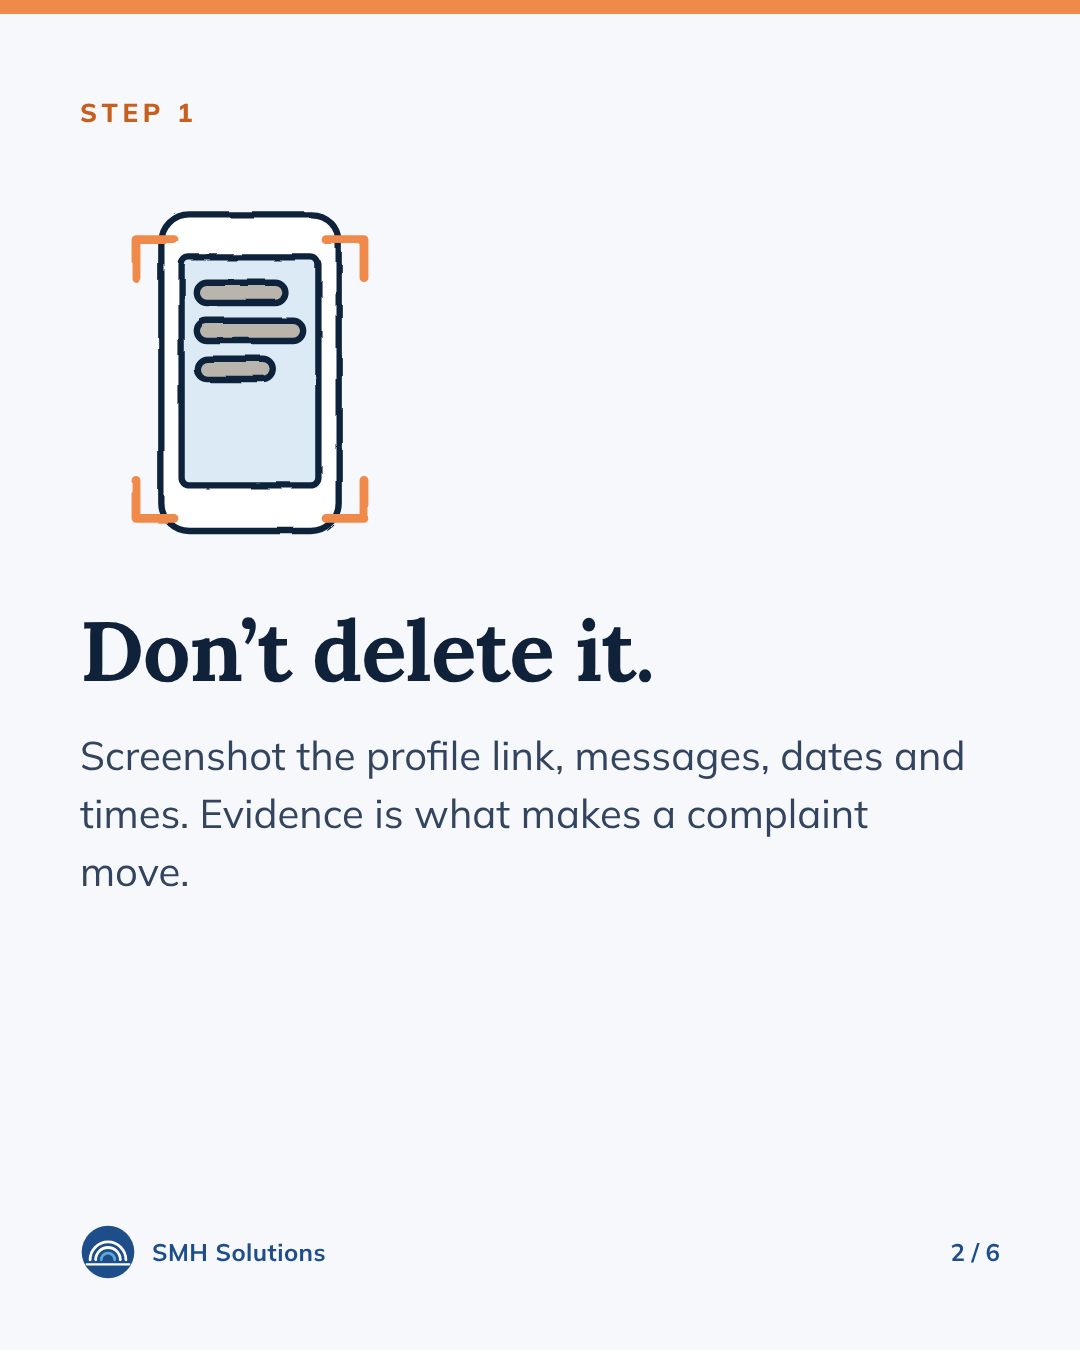 STEP 1
Don’t delete it.
Screenshot the profile link, messages, dates and
times. Evidence is what makes a complaint
move.
SMH Solutions
2 / 6